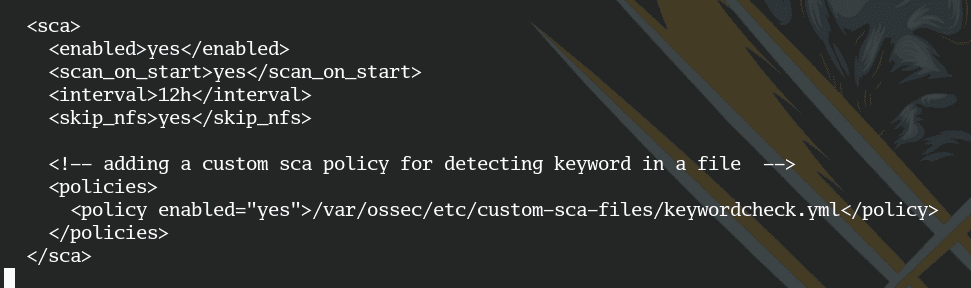 <sca>
<enabled>yes</enabled>
<scan_on_start>yes</scan_on_start>
<interval>12h</interval>
<skip_nfs>yes</skip_nfs>
<!-- adding a custom sca policy for detecting keyword in a file  -->
<policies>
<policy enabled="yes">/var/ossec/etc/custom-sca-files/keywordcheck.yml</policy>
</policies>
</sca>